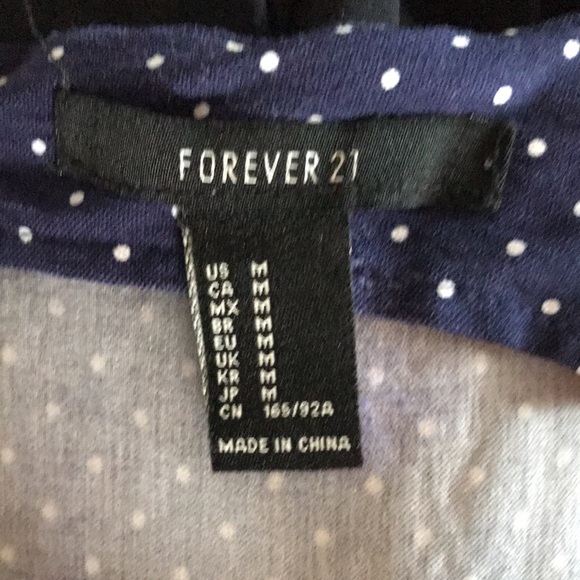 FOREVER 21
US M
CA M
MX M
BR M
EU M
UK M
KR M
JP M
CN 165/92A
MADE IN CHINA